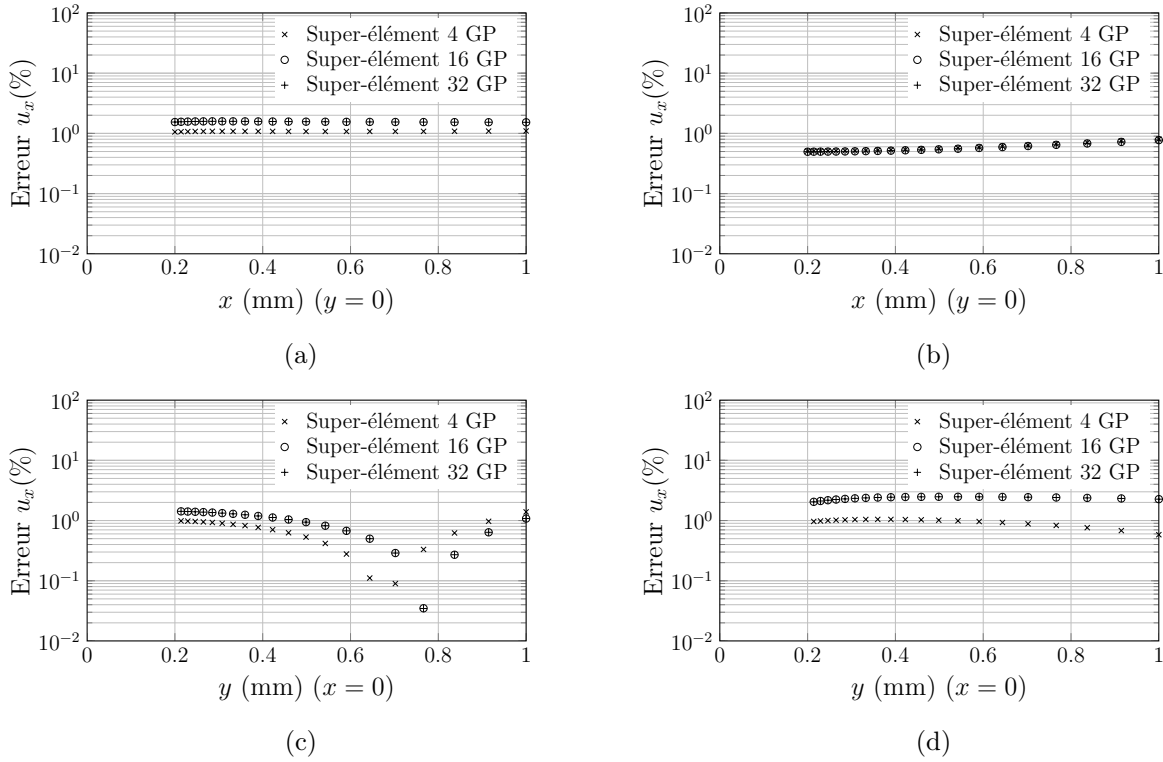 10^2
10^1
10^0
10^{-1}
10^{-2}
Erreur u_x(%)
Super-élément 4 GP
Super-élément 16 GP
Super-élément 32 GP
0 0.2 0.4 0.6 0.8 1
x (mm) (y = 0)
(a)
10^2
10^1
10^0
10^{-1}
10^{-2}
Erreur u_x(%)
Super-élément 4 GP
Super-élément 16 GP
Super-élément 32 GP
0 0.2 0.4 0.6 0.8 1
x (mm) (y = 0)
(b)
10^2
10^1
10^0
10^{-1}
10^{-2}
Erreur u_x(%)
Super-élément 4 GP
Super-élément 16 GP
Super-élément 32 GP
0 0.2 0.4 0.6 0.8 1
y (mm) (x = 0)
(c)
10^2
10^1
10^0
10^{-1}
10^{-2}
Erreur u_x(%)
Super-élément 4 GP
Super-élément 16 GP
Super-élément 32 GP
0 0.2 0.4 0.6 0.8 1
y (mm) (x = 0)
(d)